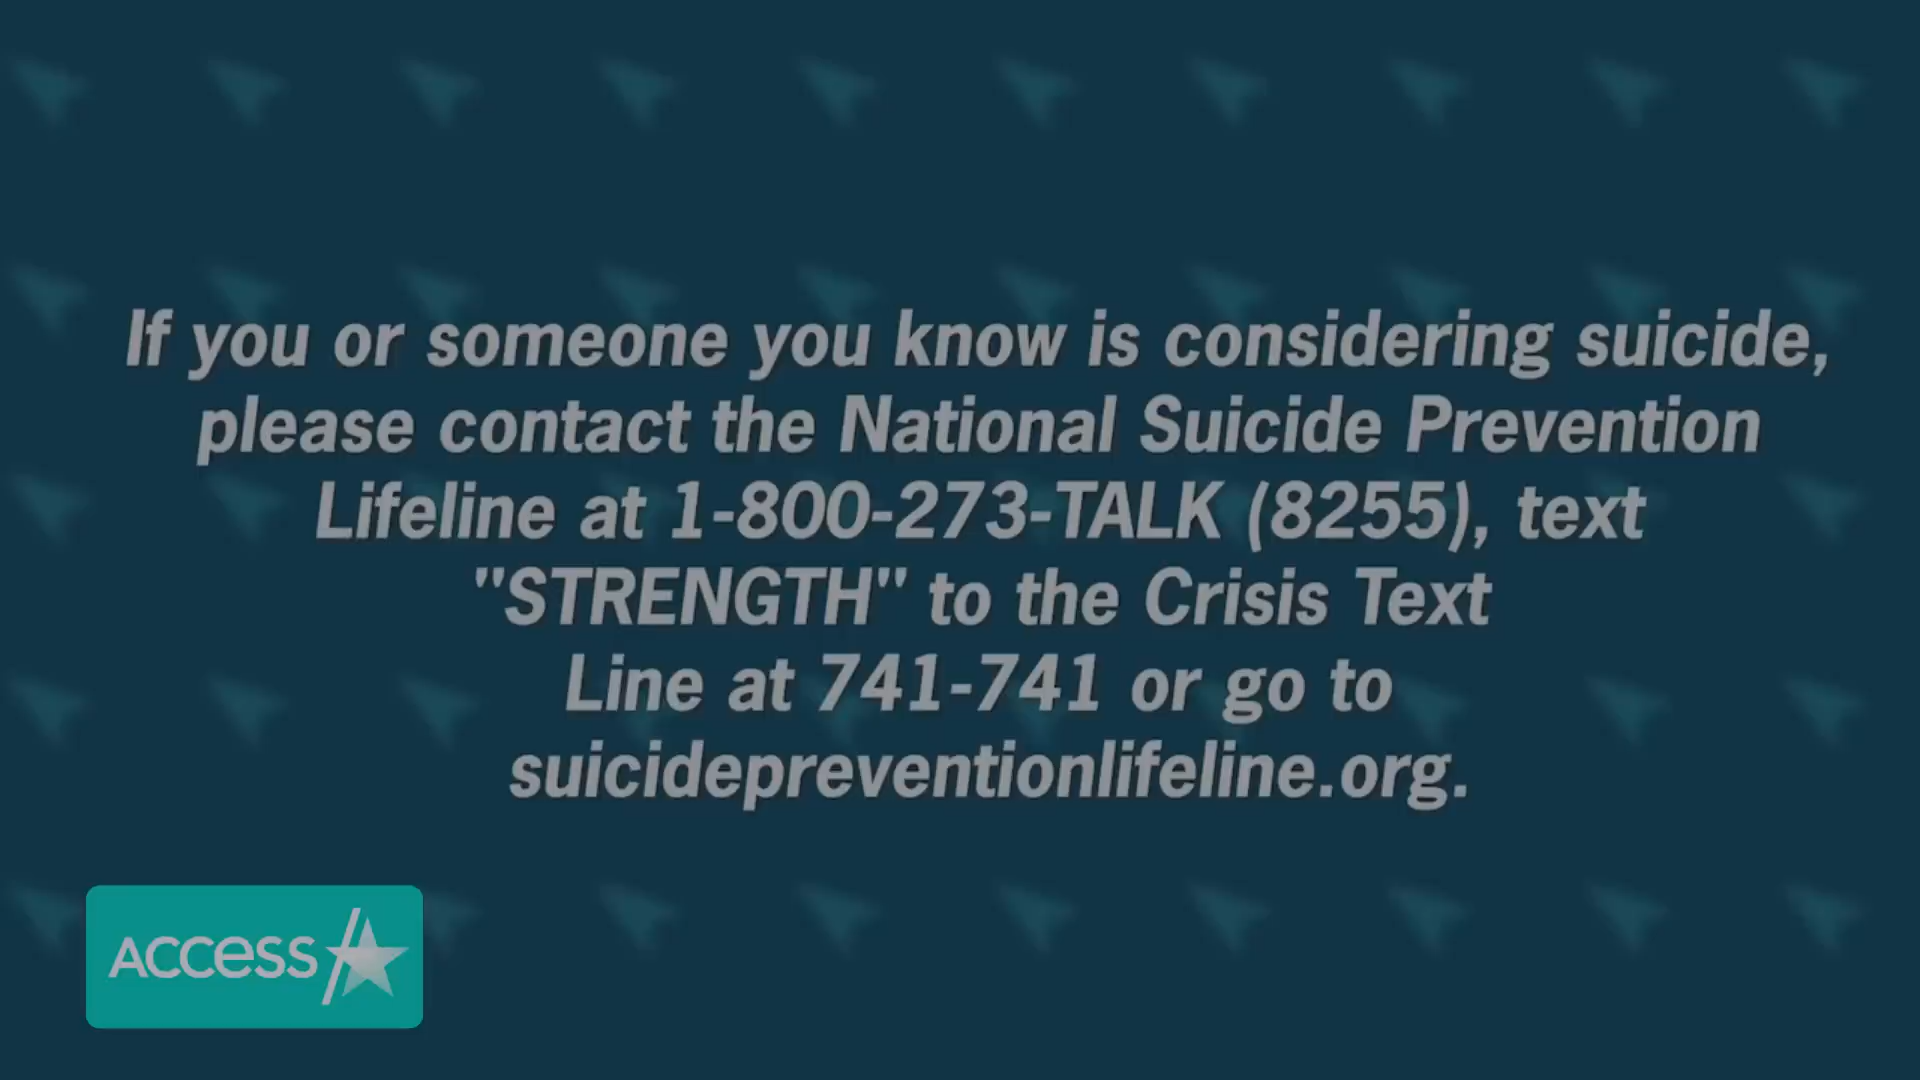 If you or someone you know is considering suicide,
please contact the National Suicide Prevention
Lifeline at 1-800-273-TALK (8255), text
"STRENGTH" to the Crisis Text
Line at 741-741 or go to
suicidepreventionlifeline.org.
ACCESS